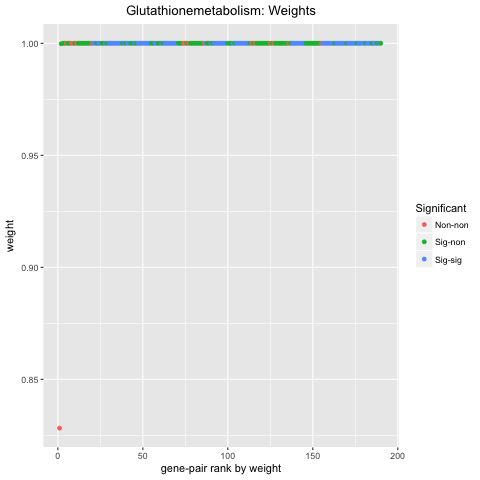 Glutathionemetabolism: Weights
1.00
0.95
0.90
0.85
weight
0
50
100
150
200
gene-pair rank by weight
Significant
Non-non
Sig-non
Sig-sig